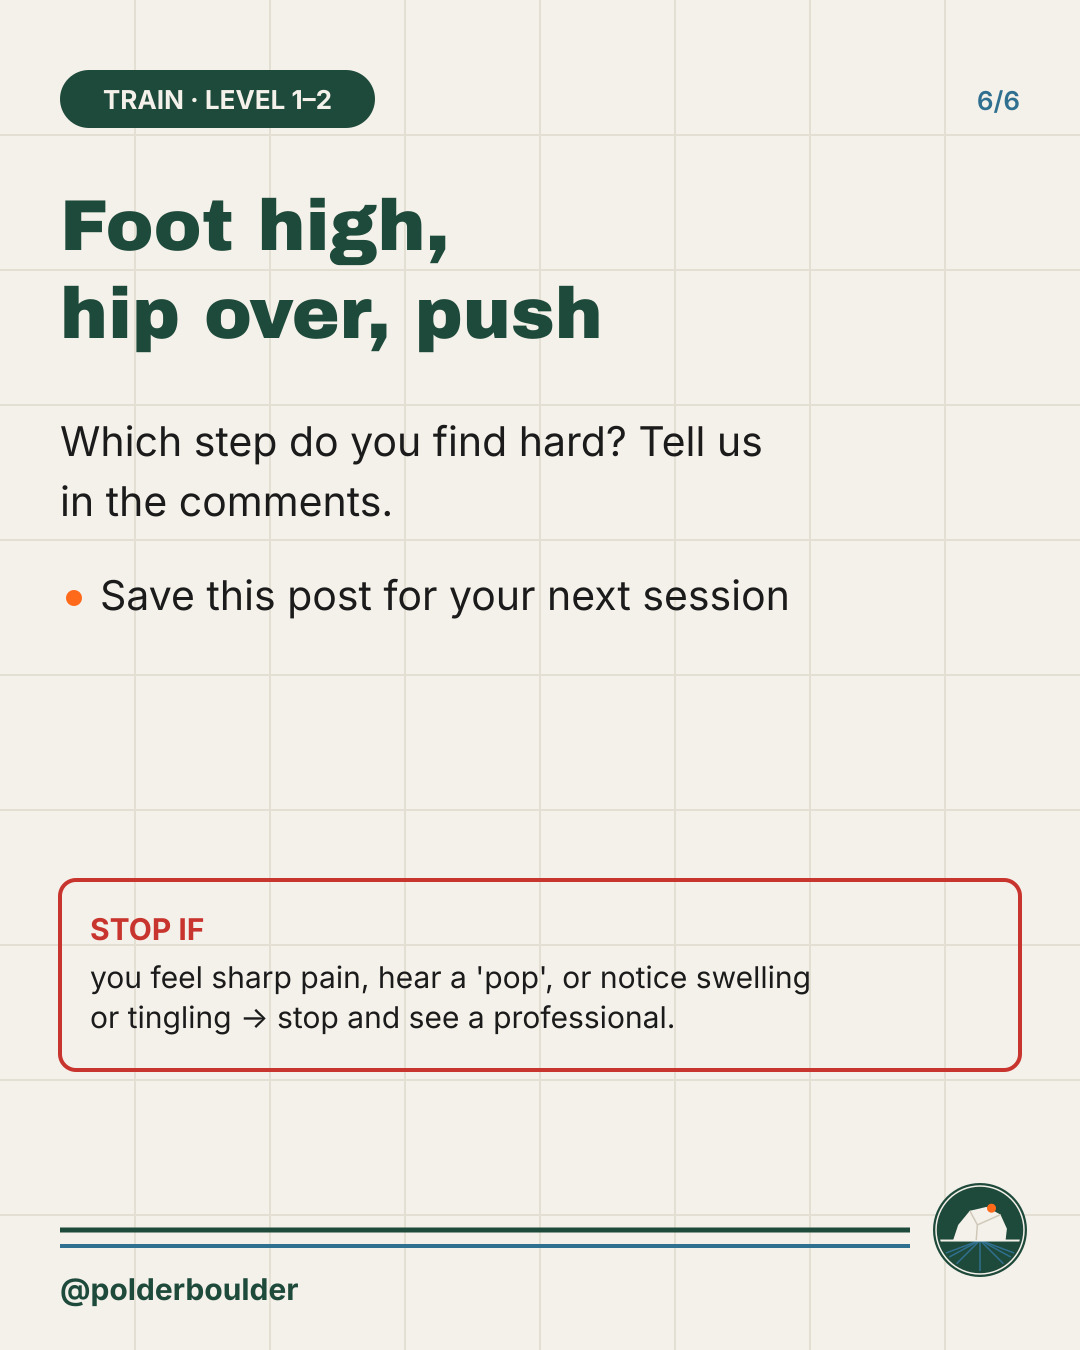 TRAIN · LEVEL 1–2
6/6
Foot high,
hip over, push
Which step do you find hard? Tell us
in the comments.
Save this post for your next session
STOP IF
you feel sharp pain, hear a 'pop', or notice swelling
or tingling → stop and see a professional.
@polderboulder